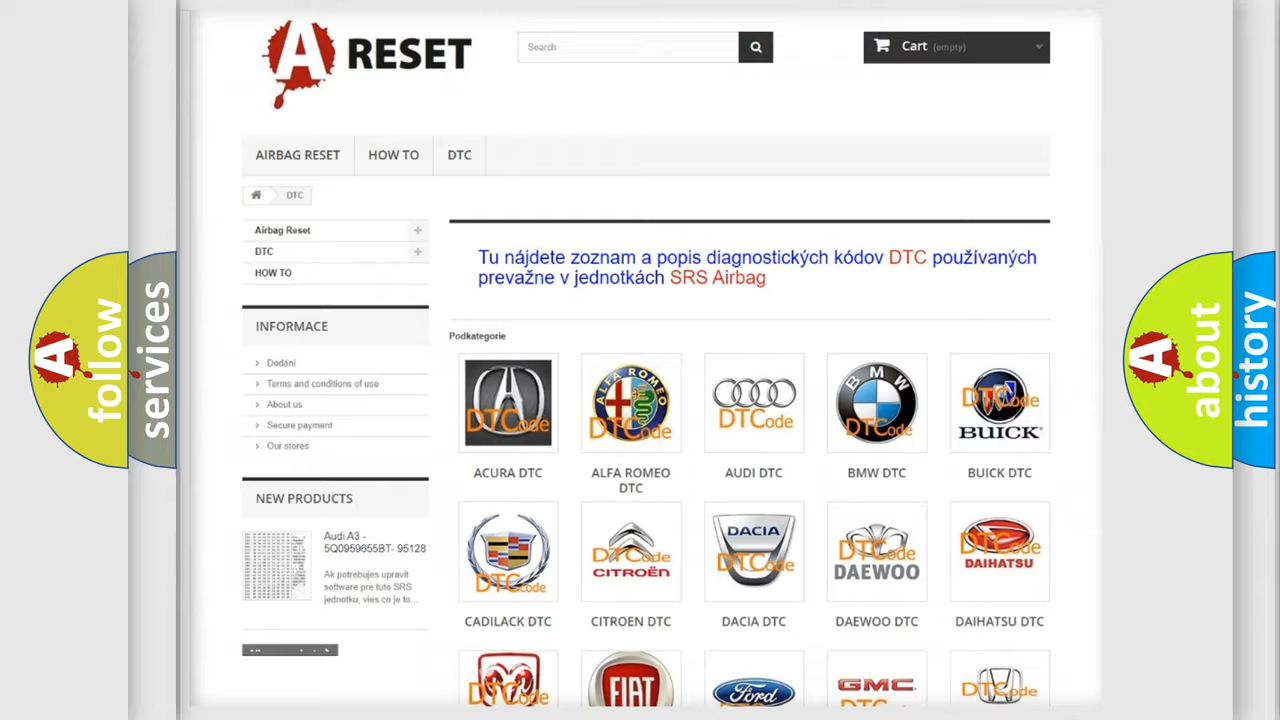 A RESET
Search
Cart (empty)
AIRBAG RESET
HOW TO
DTC
DTC
Airbag Reset
DTC
HOW TO
INFORMACE
Dodání
Terms and conditions of use
About us
Secure payment
Our stores
NEW PRODUCTS
Audi A3 -
5Q0959655BT- 95128
Ak potrebujes upravit
software pre tuto SRS
jednotku, vies co je to...
Tu nájdete zoznam a popis diagnostických kódov DTC používaných
prevažne v jednotkách SRS Airbag
Podkategorie
DTCode
ALFA ROMEO
DTCode
DTCode
BMW
DTCode
DTCode
BUICK
ACURA DTC
ALFA ROMEO
DTC
AUDI DTC
BMW DTC
BUICK DTC
DTCode
DTCode
CITROËN
DACIA
DTCode
DTCode
DAEWOO
DTCode
DAIHATSU
CADILACK DTC
CITROEN DTC
DACIA DTC
DAEWOO DTC
DAIHATSU DTC
DTCode
FIAT
Ford
GMC
DTCode
A follow
services
A about
history